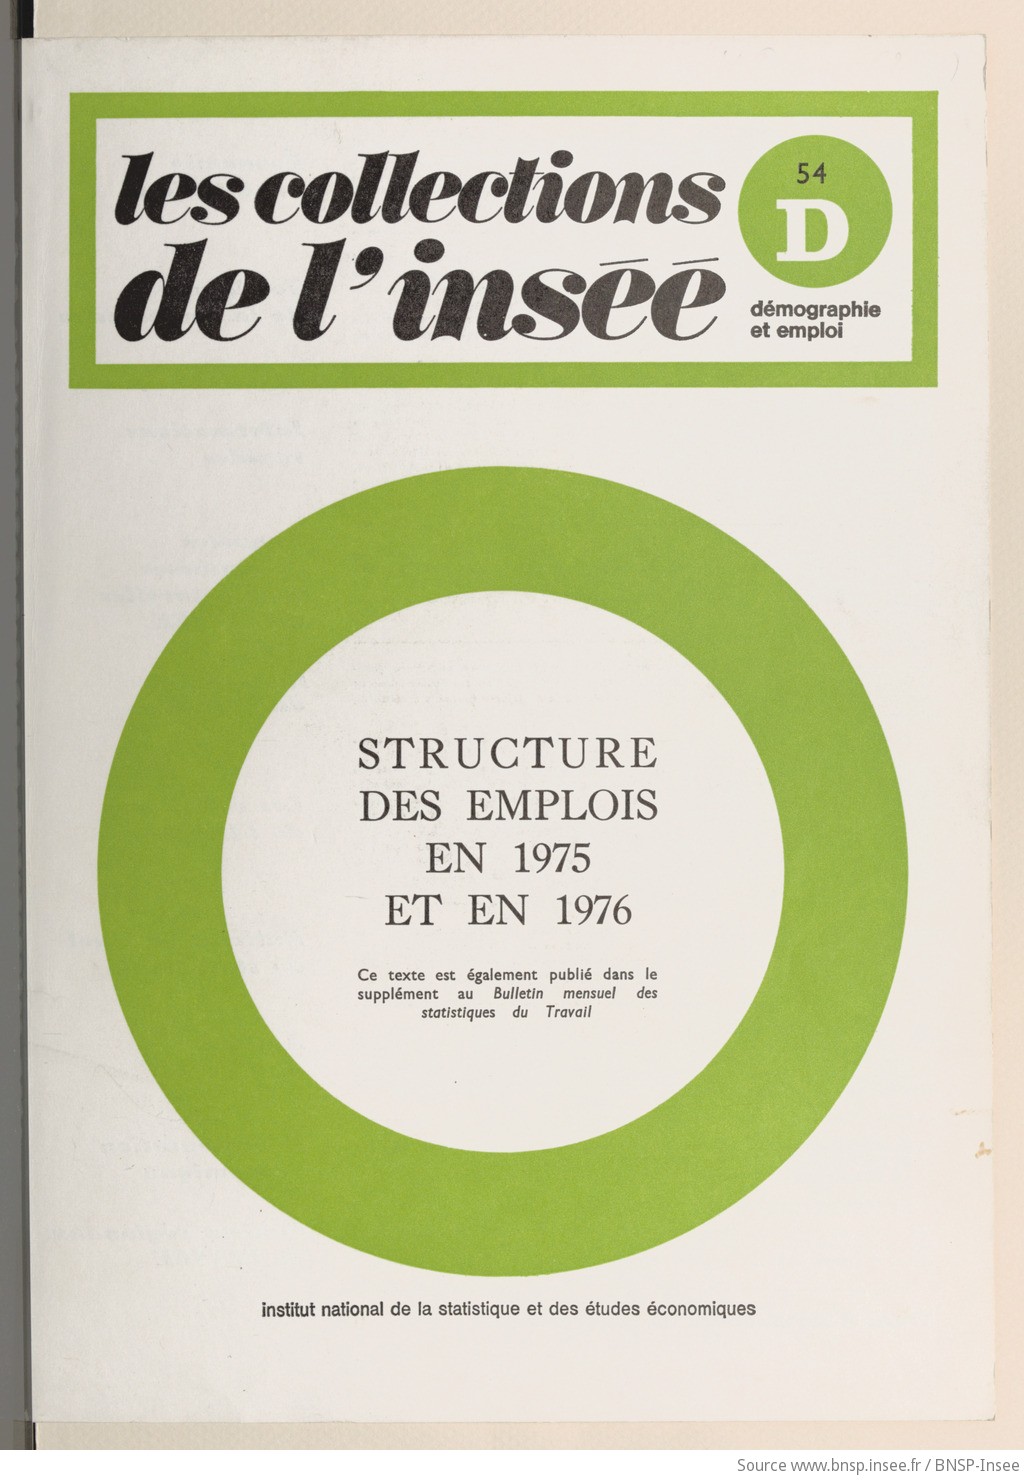 les collections
de l'insée
54
D
démographie
et emploi
STRUCTURE
DES EMPLOIS
EN 1975
ET EN 1976
Ce texte est également publié dans le
supplément au Bulletin mensuel des
statistiques du Travail
institut national de la statistique et des études économiques
Source www.bnsp.insee.fr / BNSP-Insee